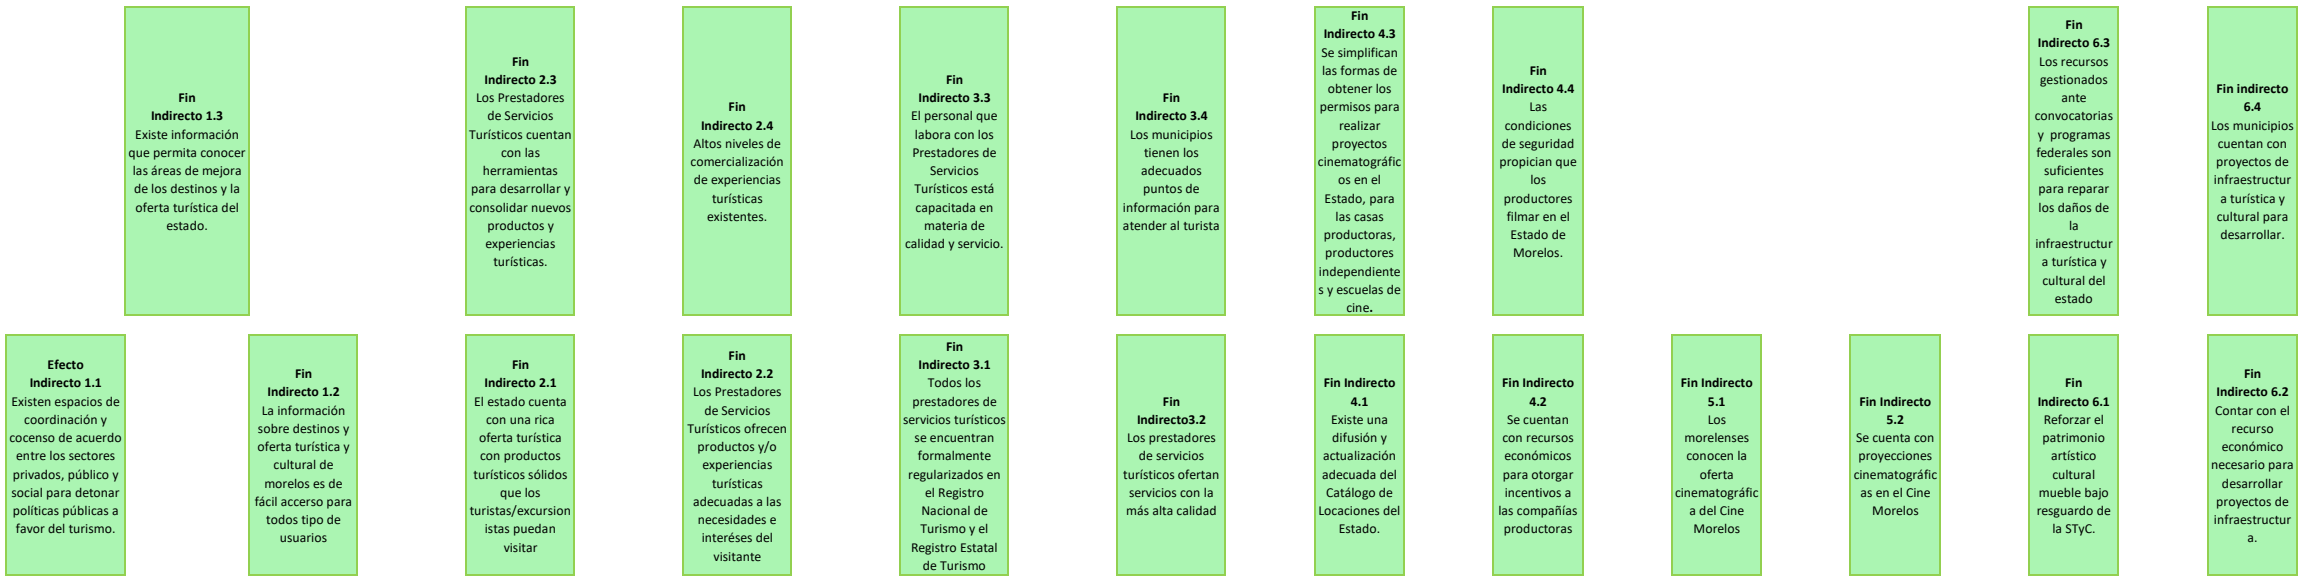 Fin
Indirecto 1.3
Existe información
que permita conocer
las áreas de mejora
de los destinos y la
oferta turística del
estado.
Fin
Indirecto 2.3
Los Prestadores
de Servicios
Turísticos cuentan
con las
herramientas
para desarrollar y
consolidar nuevos
productos y
experiencias
turísticas.
Fin
Indirecto 2.4
Altos niveles de
comercialización
de experiencias
turísticas
existentes.
Fin
Indirecto 3.3
El personal que
labora con los
Prestadores de
Servicios
Turísticos está
capacitada en
materia de
calidad y servicio.
Fin
Indirecto 3.4
Los municipios
tienen los
adecuados
puntos de
información para
atender al turista
Fin
Indirecto 4.3
Se simplifican
las formas de
obtener los
permisos para
realizar
proyectos
cinematográfic
os en el
Estado, para
las casas
productoras,
productores
independiente
s y escuelas de
cine.
Fin
Indirecto 4.4
Las
condiciones
de seguridad
propician que
los
productores
filmar en el
Estado de
Morelos.
Fin
Indirecto 6.3
Los recursos
gestionados
ante
convocatorias
y programas
federales son
suficientes
para reparar
los daños de
la
infraestructur
a turística y
cultural del
estado
Fin indirecto
6.4
Los municipios
cuentan con
proyectos de
infraestructur
a turística y
cultural para
desarrollar.
Efecto
Indirecto 1.1
Existen espacios de
coordinación y
cocenso de acuerdo
entre los sectores
privados, público y
social para detonar
políticas públicas a
favor del turismo.
Fin
Indirecto 1.2
La información
sobre destinos y
oferta turística y
cultural de
morelos es de
fácil accerso para
todos tipo de
usuarios
Fin
Indirecto 2.1
El estado cuenta
con una rica
oferta turística
con productos
turísticos sólidos
que los
turistas/excursion
istas puedan
visitar
Fin
Indirecto 2.2
Los Prestadores
de Servicios
Turísticos ofrecen
productos y/o
experiencias
turísticas
adecuadas a las
necesidades e
interéses del
visitante
Fin
Indirecto 3.1
Todos los
prestadores de
servicios turísticos
se encuentran
formalmente
regularizados en
el Registro
Nacional de
Turismo y el
Registro Estatal
de Turismo
Fin
Indirecto3.2
Los prestadores
de servicios
turísticos ofertan
servicios con la
más alta calidad
Fin Indirecto
4.1
Existe una
difusión y
actualización
adecuada del
Catálogo de
Locaciones del
Estado.
Fin Indirecto
4.2
Se cuentan
con recursos
económicos
para otorgar
incentivos a
las compañías
productoras
Fin Indirecto
5.1
Los
morelenses
conocen la
oferta
cinematográfic
a del Cine
Morelos
Fin Indirecto
5.2
Se cuenta con
proyecciones
cinematográfic
as en el Cine
Morelos
Fin
Indirecto 6.1
Reforzar el
patrimonio
artístico
cultural
mueble bajo
resguardo de
la STyC.
Fin
Indirecto 6.2
Contar con el
recurso
económico
necesario para
desarrollar
proyectos de
infraestructur
a.